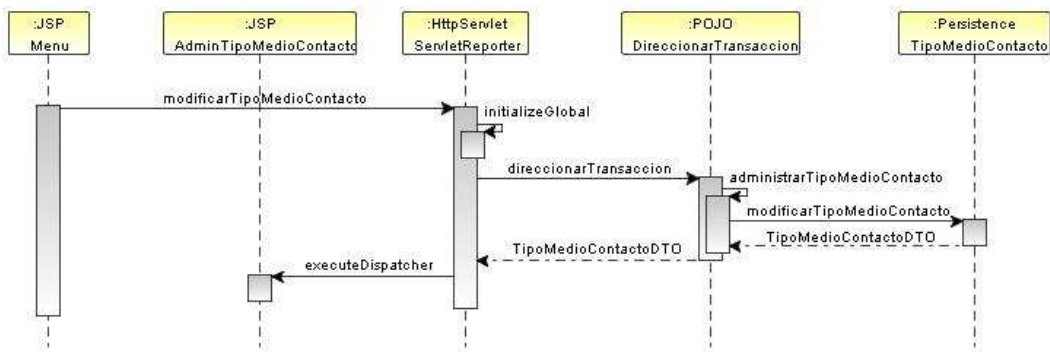 :JSP
Menu
:JSP
AdminTipoMedioContacto
:HttpServlet
ServletReporter
:POJO
DireccionarTransaccion
:Persistence
TipoMedioContacto
modificarTipoMedioContacto
initializeGlobal
direccionarTransaccion
administrarTipoMedioContacto
modificarTipoMedioContacto
TipoMedioContactoDTO
TipoMedioContactoDTO
executeDispatcher